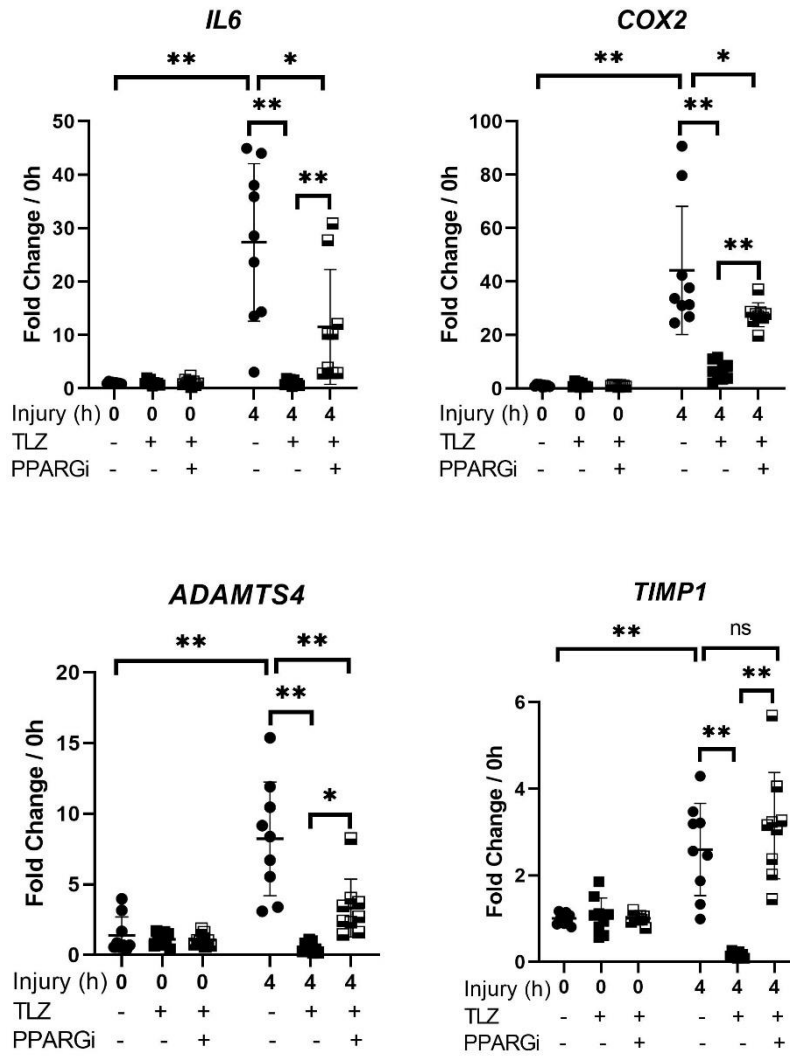 IL6
** *
** **
50
40
30
20
10
0
Fold Change / 0h
Injury (h) 0 0 0 4 4 4
TLZ - + + - + +
PPARGi - - + - - +
COX2
** *
** **
100
80
60
40
20
0
Fold Change / 0h
Injury (h) 0 0 0 4 4 4
TLZ - + + - + +
PPARGi - - + - - +
ADAMTS4
** **
** *
20
15
10
5
0
Fold Change / 0h
Injury (h) 0 0 0 4 4 4
TLZ - + + - + +
PPARGi - - + - - +
TIMP1
** ns
** **
6
4
2
0
Fold Change / 0h
Injury (h) 0 0 0 4 4 4
TLZ - + + - + +
PPARGi - - + - - +